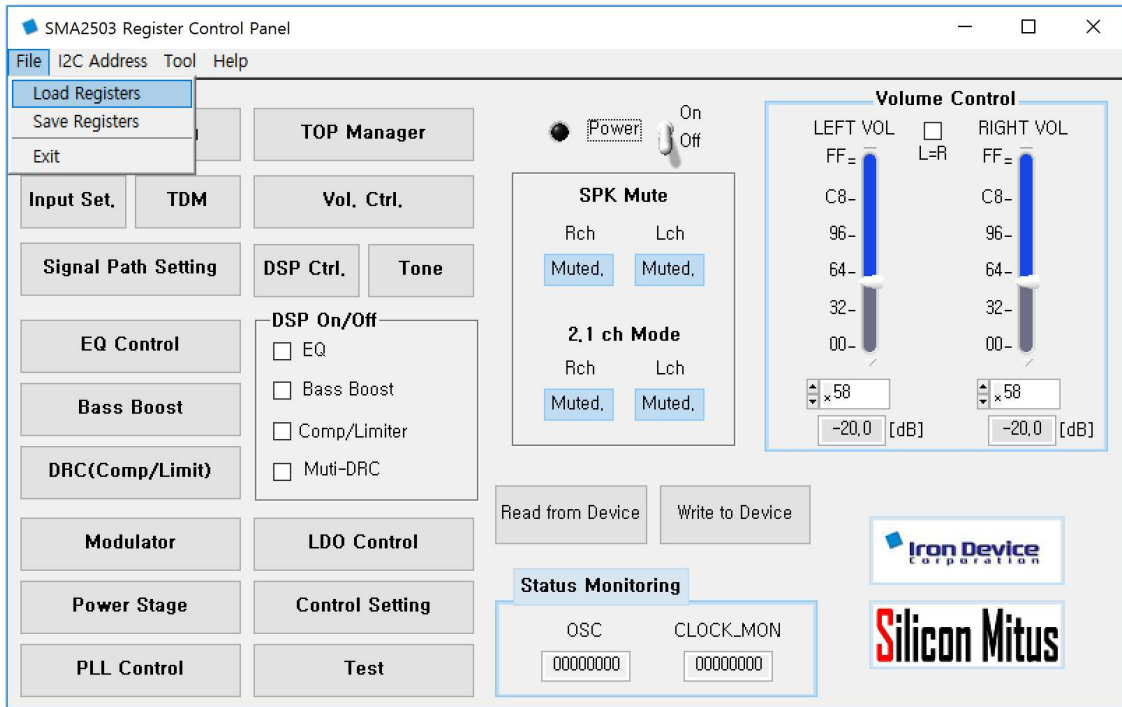 SMA2503 Register Control Panel
File I2C Address Tool Help
Load Registers
Save Registers
Exit
TOP Manager
Input Set.
TDM
Vol. Ctrl.
Signal Path Setting
DSP Ctrl.
Tone
EQ Control
Bass Boost
DRC(Comp/Limit)
DSP On/Off
EQ
Bass Boost
Comp/Limiter
Muti-DRC
Modulator
LDO Control
Power Stage
Control Setting
PLL Control
Test
Power
On
Off
SPK Mute
Rch Lch
Muted. Muted.
2.1 ch Mode
Rch Lch
Muted. Muted.
Read from Device
Write to Device
Status Monitoring
OSC CLOCK_MON
00000000 00000000
Volume Control
LEFT VOL
L=R
RIGHT VOL
FF FF
C8 C8
96 96
64 64
32 32
00 00
x58 x58
-20.0 [dB] -20.0 [dB]
Iron Device
Corporation
Silicon Mitus